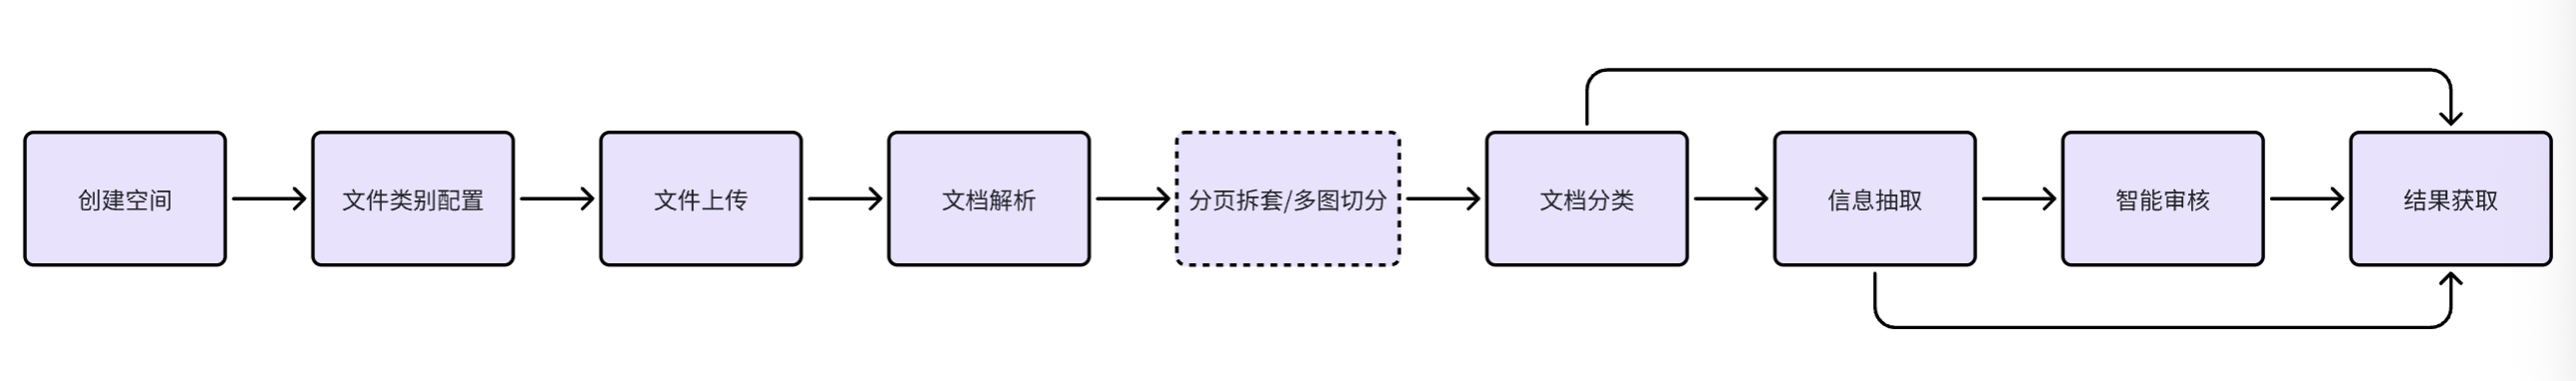 创建空间
文件类别配置
文件上传
文档解析
分页拆套/多图切分
文档分类
信息抽取
智能审核
结果获取